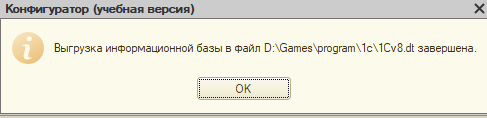 Конфигуратор (учебная версия)
Выгрузка информационной базы в файл D:\Games\program\1c\1Cv8.dt завершена.
OK